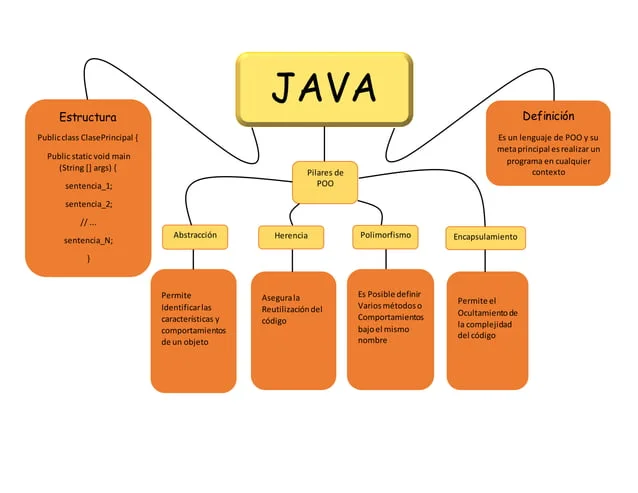 JAVA
Estructura
Public class ClasePrincipal {
Public static void main
(String [] args) {
sentencia_1;
sentencia_2;
// ...
sentencia_N;
}
Definición
Es un lenguaje de POO y su
meta principal es realizar un
programa en cualquier
contexto
Pilares de
POO
Abstracción
Herencia
Polimorfismo
Encapsulamiento
Permite
Identificar las
características y
comportamientos
de un objeto
Asegura la
Reutilización del
código
Es Posible definir
Varios métodos o
Comportamientos
bajo el mismo
nombre
Permite el
Ocultamiento de
la complejidad
del código